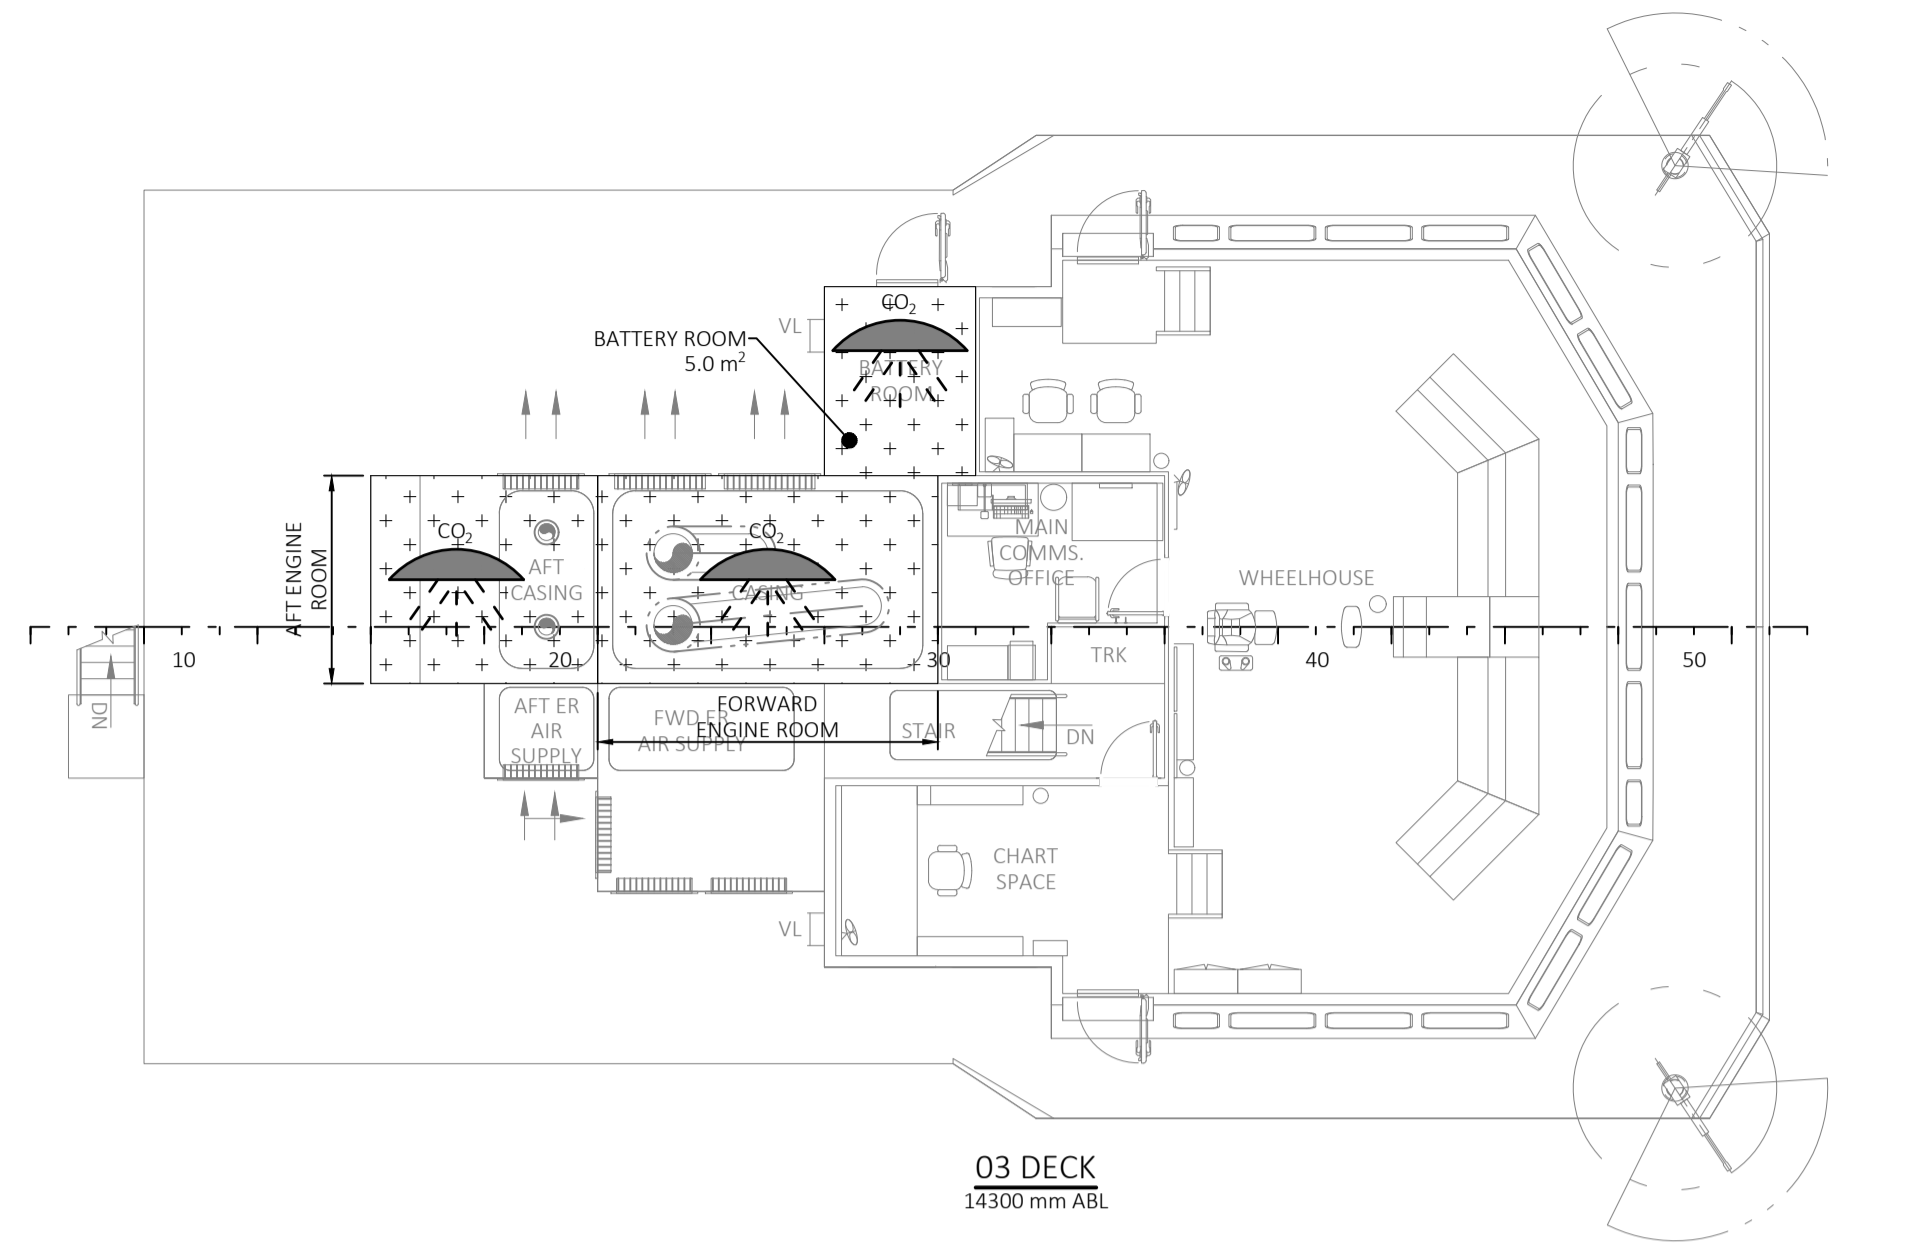 CO2
VL
BATTERY ROOM
5.0 m2
BATTERY
ROOM
AFT ENGINE
ROOM
CO2
AFT
CASING
CO2
CASING
MAIN
COMMS.
OFFICE
WHEELHOUSE
10
20
30
40
50
TRK
DN
AFT ER
AIR
SUPPLY
FWD ER
AIR SUPPLY
FORWARD
ENGINE ROOM
STAIR
DN
CHART
SPACE
VL
03 DECK
14300 mm ABL